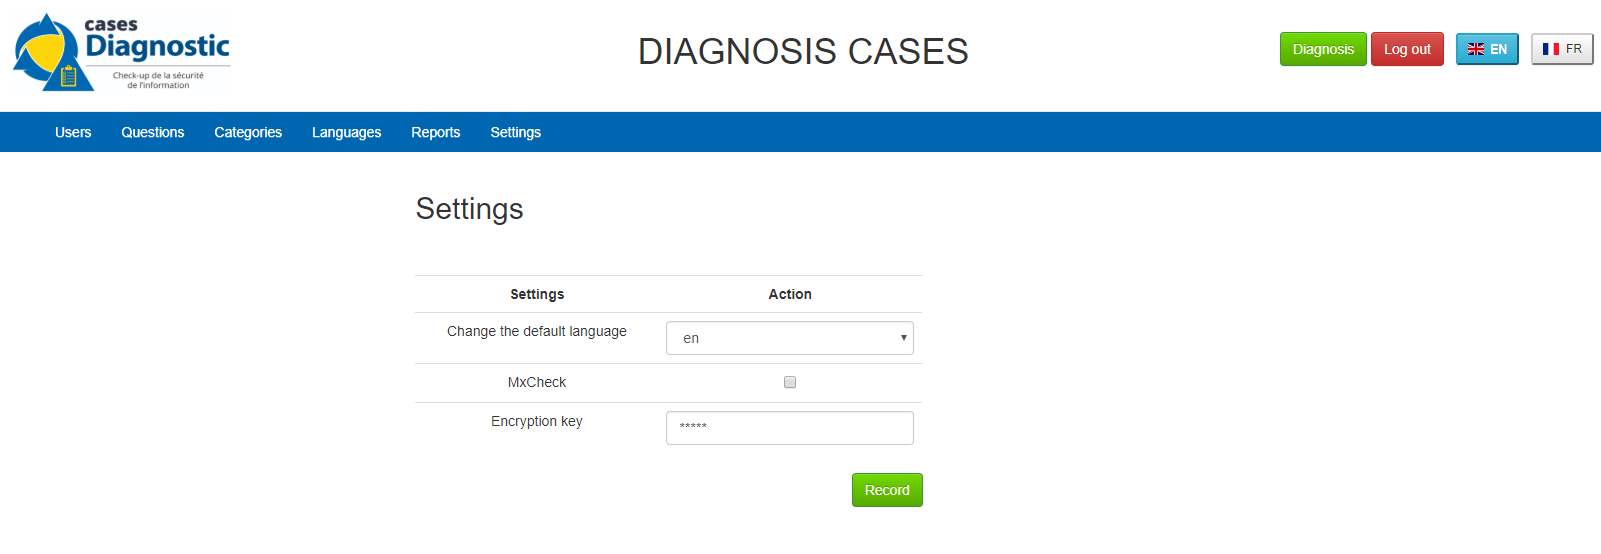 cases
Diagnostic
Check-up de la sécurité
de l'information
DIAGNOSIS CASES
Diagnosis
Log out
EN
FR
Users Questions Categories Languages Reports Settings
Settings
Settings Action
Change the default language en
MxCheck
Encryption key *****
Record